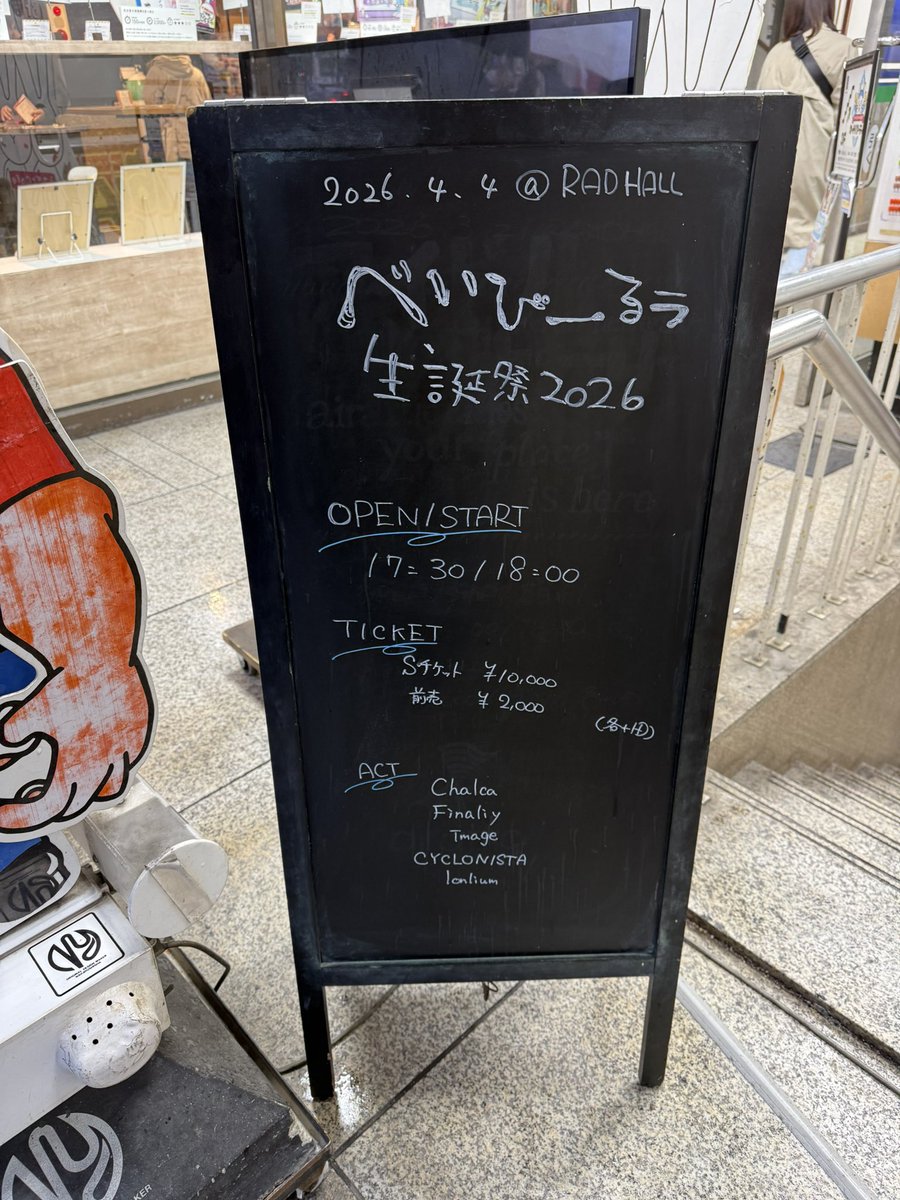 2026.4.4 @ RAD HALL
べいびーるぅ
生誕祭2026
OPEN/START
17:30/18:00
TICKET
Sチケット ¥10,000
前売 ¥2,000
(各+1D)
ACT
Chalca
Finaliy
Tmage
CYCLONISTA
Ionlium